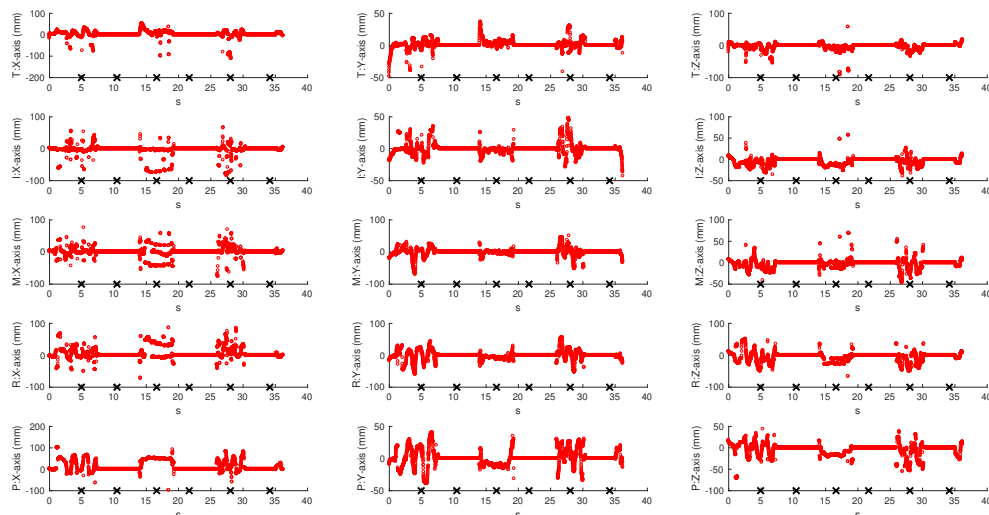 T:X-axis (mm)
100
0
-100
-200
0 5 10 15 20 25 30 35 40
s
T:Y-axis (mm)
50
0
-50
0 5 10 15 20 25 30 35 40
s
T:Z-axis (mm)
100
0
-100
0 5 10 15 20 25 30 35 40
s
I:X-axis (mm)
100
50
0
-50
-100
0 5 10 15 20 25 30 35 40
s
I:Y-axis (mm)
50
0
-50
0 5 10 15 20 25 30 35 40
s
I:Z-axis (mm)
100
50
0
-50
0 5 10 15 20 25 30 35 40
s
M:X-axis (mm)
100
0
-100
0 5 10 15 20 25 30 35 40
s
M:Y-axis (mm)
100
0
-100
0 5 10 15 20 25 30 35 40
s
M:Z-axis (mm)
100
50
0
-50
0 5 10 15 20 25 30 35 40
s
R:X-axis (mm)
100
0
-100
0 5 10 15 20 25 30 35 40
s
R:Y-axis (mm)
100
0
-100
0 5 10 15 20 25 30 35 40
s
R:Z-axis (mm)
100
0
-100
0 5 10 15 20 25 30 35 40
s
P:X-axis (mm)
200
100
0
-100
0 5 10 15 20 25 30 35 40
s
P:Y-axis (mm)
50
0
-50
0 5 10 15 20 25 30 35 40
s
P:Z-axis (mm)
50
0
-50
-100
0 5 10 15 20 25 30 35 40
s